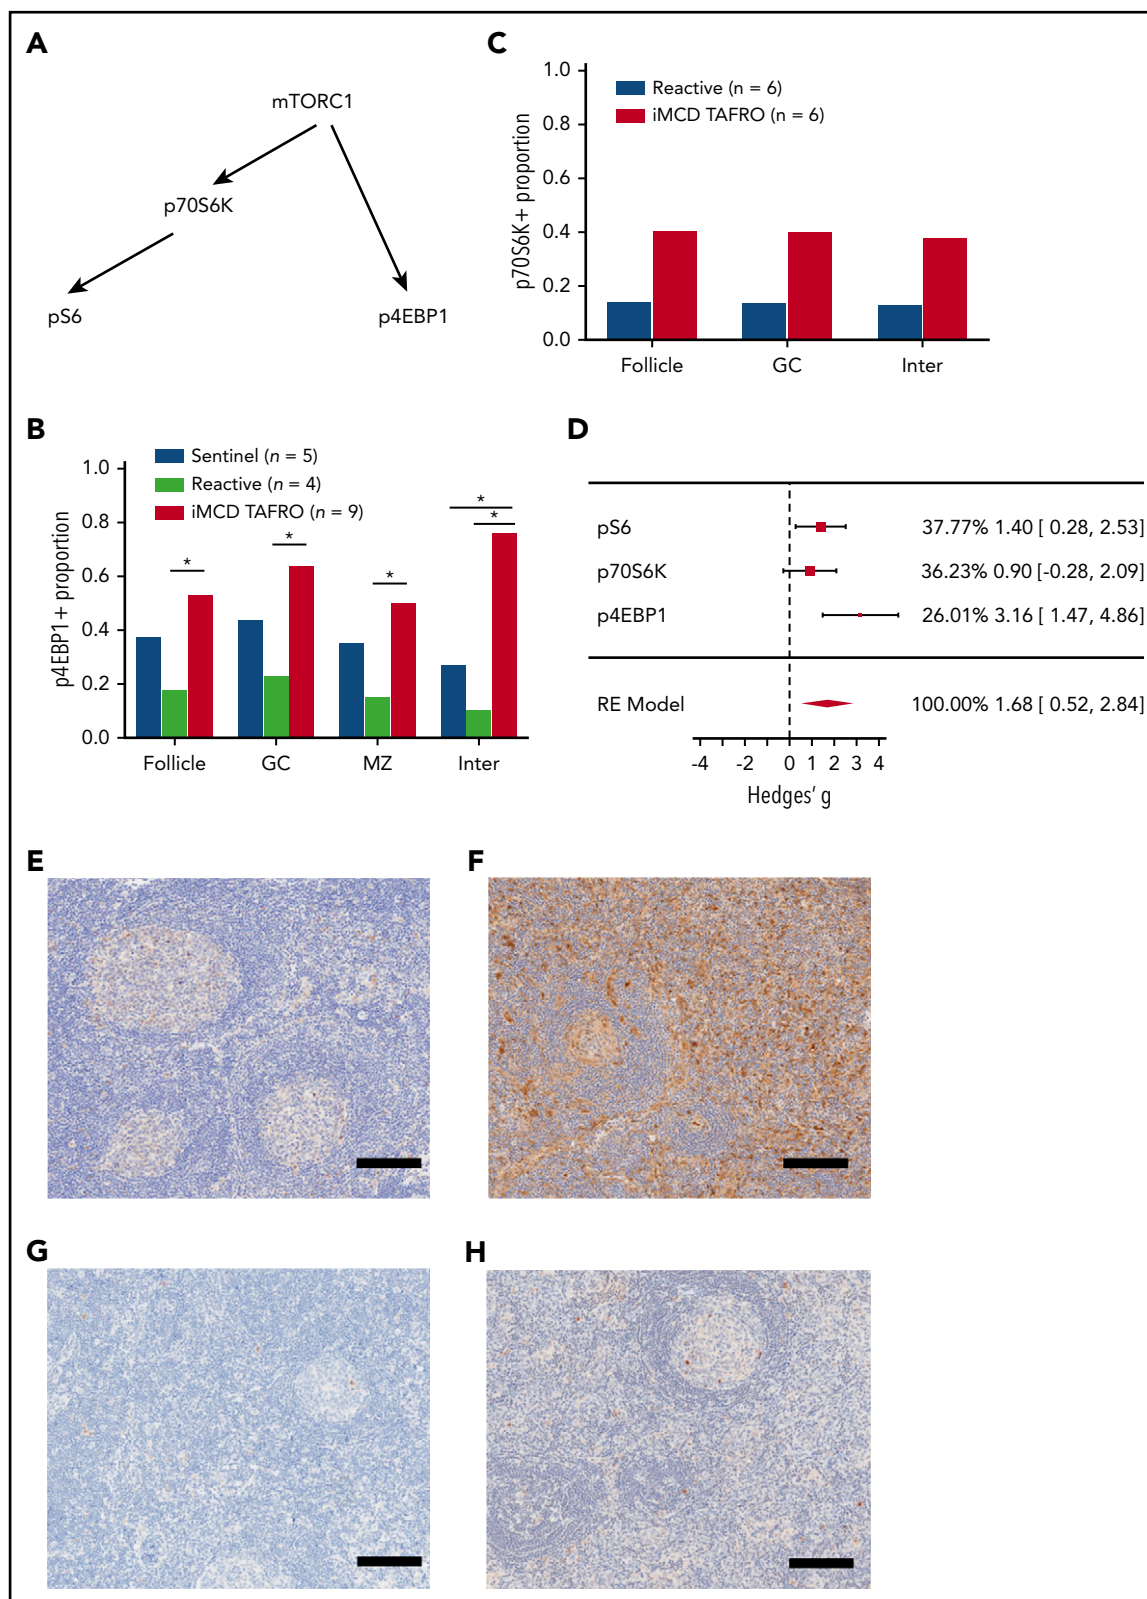 A
mTORC1
p70S6K
pS6
p4EBP1
C
Reactive (n = 6)
iMCD TAFRO (n = 6)
p70S6K+ proportion
1.0
0.8
0.6
0.4
0.2
0.0
Follicle GC Inter
B
Sentinel (n = 5)
Reactive (n = 4)
iMCD TAFRO (n = 9)
p4EBP1+ proportion
1.0
0.8
0.6
0.4
0.2
0.0
* * * * *
Follicle GC MZ Inter
D
pS6 37.77% 1.40 [ 0.28, 2.53]
p70S6K 36.23% 0.90 [-0.28, 2.09]
p4EBP1 26.01% 3.16 [ 1.47, 4.86]
RE Model 100.00% 1.68 [ 0.52, 2.84]
-4 -2 0 1 2 3 4
Hedges' g
E
F
G
H